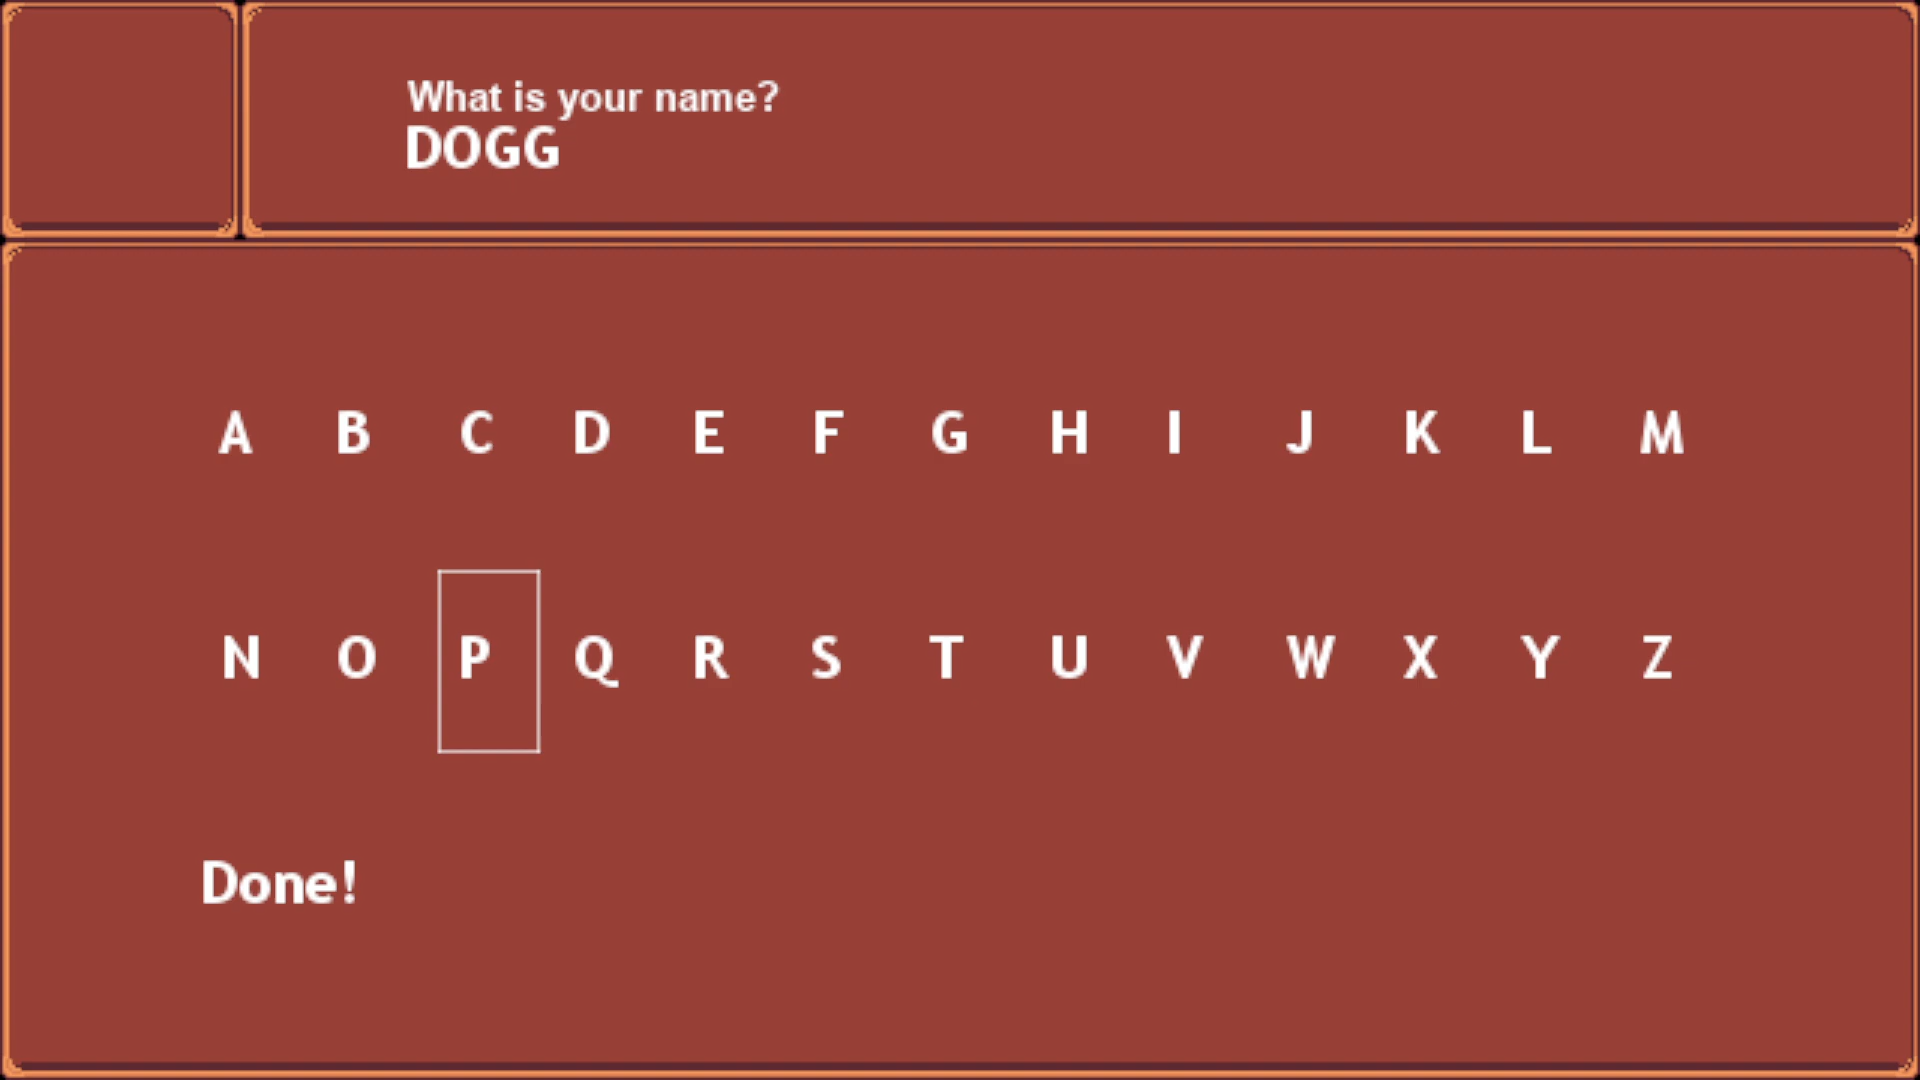 What is your name?
DOGG
A B C D E F G H I J K L M
N O P Q R S T U V W X Y Z
Done!